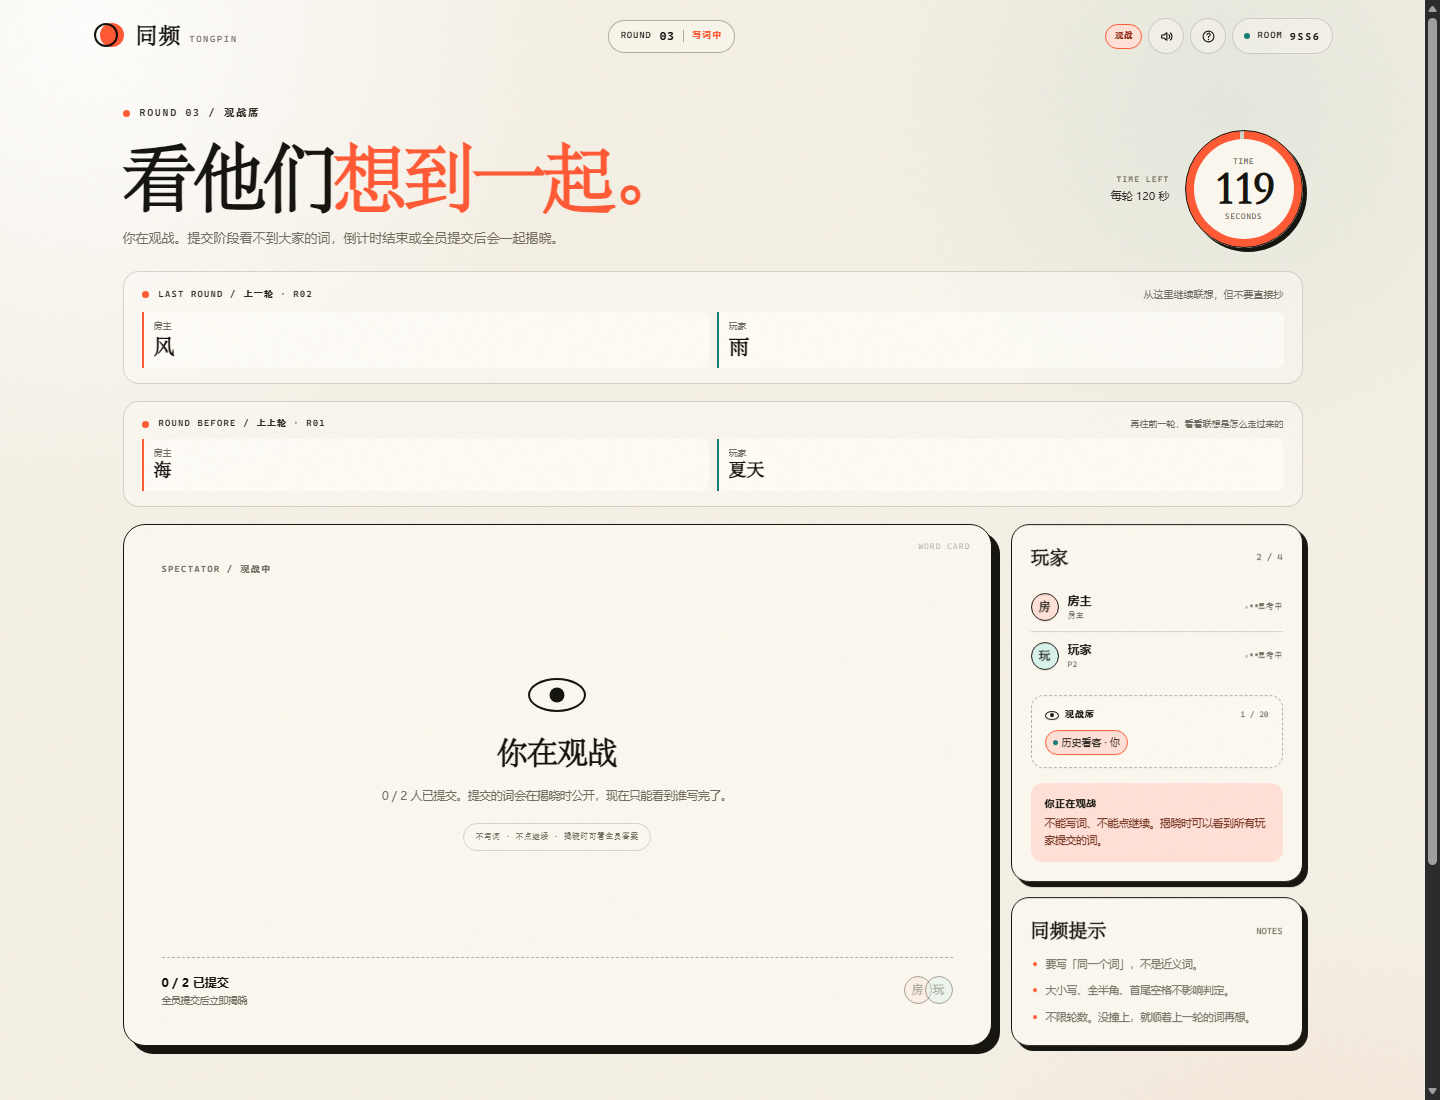 同频 TONGPIN
ROUND 03 | 写词中
观战
ROOM 9SS6
ROUND 03 / 观战席
看他们想到一起。
你在观战。提交阶段看不到大家的词，倒计时结束或全员提交后会一起揭晓。
TIME LEFT
每轮 120 秒
TIME
119
SECONDS
LAST ROUND / 上一轮 · R02
从这里继续联想，但不要直接抄
房主
风
玩家
雨
ROUND BEFORE / 上上轮 · R01
再往前一轮，看看联想是怎么走过来的
房主
海
玩家
夏天
WORD CARD
SPECTATOR / 观战中
你在观战
0 / 2 人已提交。提交的词会在揭晓时公开，现在只能看到谁写完了。
不写词 · 不点继续 · 揭晓时可看全员答案
0 / 2 已提交
全员提交后立即揭晓
房 玩
玩家
2 / 4
房
房主
房主
思考中
玩
玩家
P2
思考中
观战席
1 / 20
历史看客 · 你
你正在观战
不能写词、不能点继续。揭晓时可以看到所有玩
家提交的词。
同频提示
NOTES
要写「同一个词」，不是近义词。
大小写、全半角、首尾空格不影响判定。
不限轮数。没撞上，就顺着上一轮的词再想。